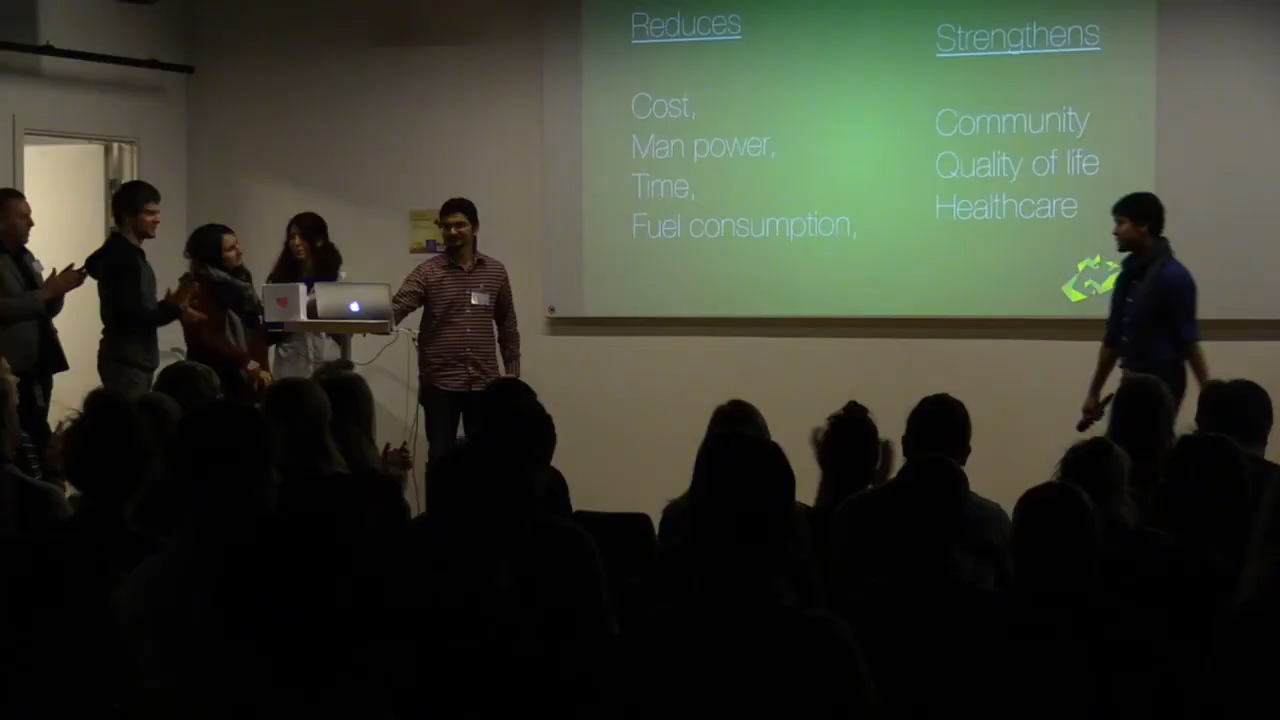 Reduces
Cost,
Man power,
Time,
Fuel consumption,
Strengthens
Community
Quality of life
Healthcare